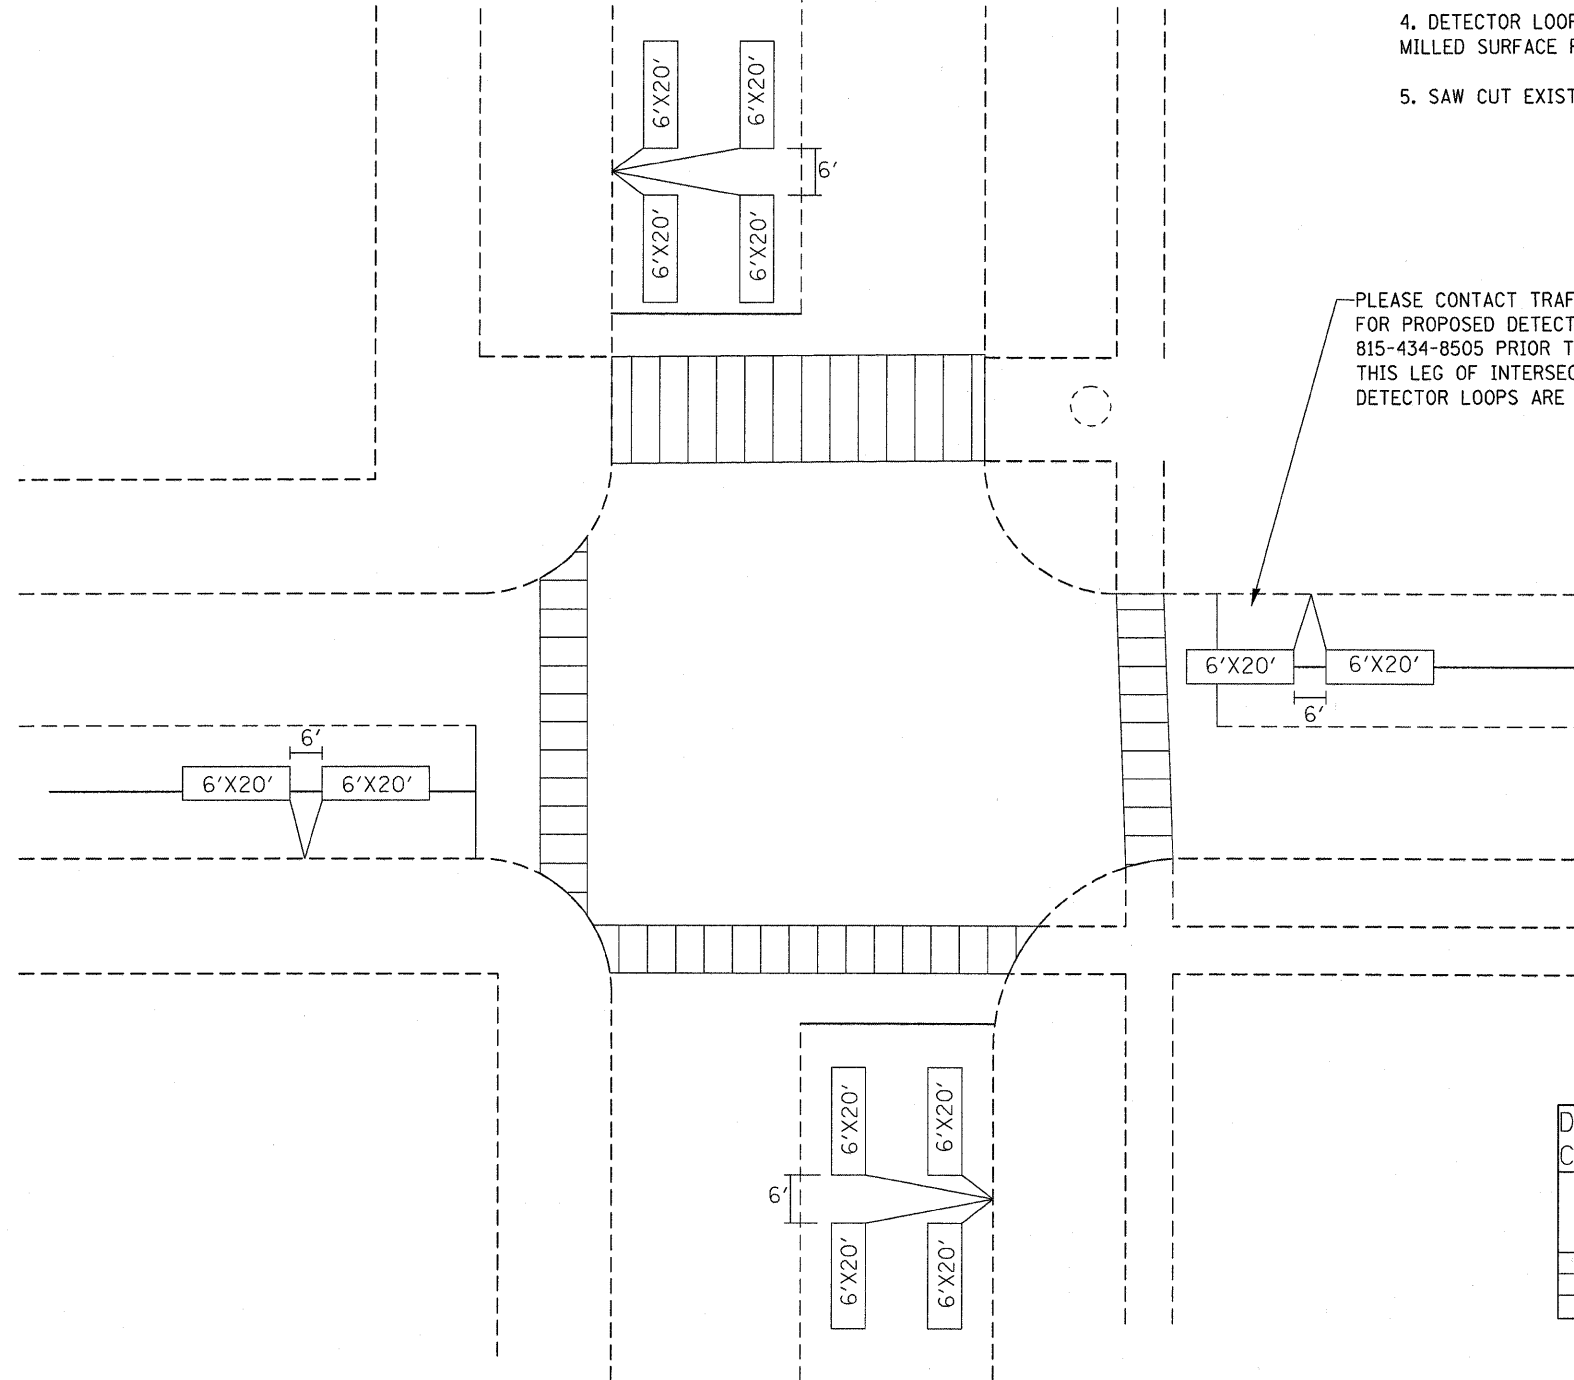 4. DETECTOR LOOP
MILLED SURFACE
5. SAW CUT EXIST
6'X20'
6'X20'
6'
6'X20'
6'X20'
PLEASE CONTACT TRAF
FOR PROPOSED DETECT
815-434-8505 PRIOR T
THIS LEG OF INTERSEC
DETECTOR LOOPS ARE
6'X20'
6'X20'
6'
6'
6'X20'
6'X20'
6'X20'
6'X20'
6'
6'X20'
6'X20'
D
C